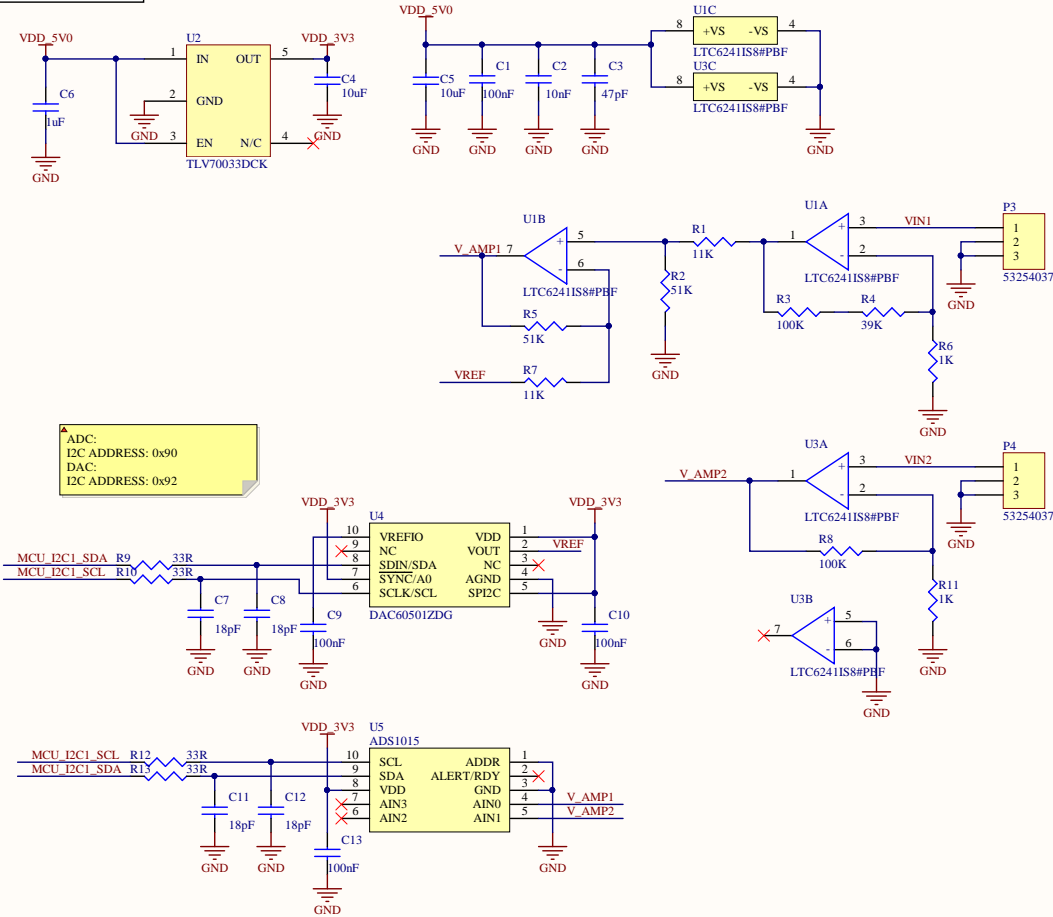 VDD_5V0
U2
VDD_3V3
1 IN OUT 5
2 GND
3 EN N/C 4
TLV70033DCK
C6
1uF
GND
GND
C4
10uF
GND
VDD_5V0
C5
10uF
C1
100nF
C2
10nF
C3
47pF
GND
GND
GND
GND
U1C
8 +VS -VS 4
LTC6241IS8#PBF
U3C
8 +VS -VS 4
LTC6241IS8#PBF
GND
U1B
V_AMP1 7
+ 5
- 6
LTC6241IS8#PBF
R1
11K
R2
51K
GND
U1A
1
+ 3
- 2
LTC6241IS8#PBF
VIN1
P3
1
2
3
53254037
GND
R3
100K
R4
39K
R6
1K
GND
R5
51K
VREF
R7
11K
ADC:
I2C ADDRESS: 0x90
DAC:
I2C ADDRESS: 0x92
V_AMP2
U3A
1
+ 3
- 2
LTC6241IS8#PBF
VIN2
P4
1
2
3
53254037
GND
R8
100K
R11
1K
GND
U3B
7
+ 5
- 6
LTC6241IS8#PBF
GND
VDD_3V3
U4
VDD_3V3
10 VREFIO VDD 1
9 NC VOUT 2 VREF
8 SDIN/SDA NC 3
7 SYNC/A0 AGND 4
6 SCLK/SCL SPI2C 5
DAC60501ZDG
MCU_I2C1_SDA R9 33R
MCU_I2C1_SCL R10 33R
C7
18pF
GND
C8
18pF
GND
C9
100nF
GND
GND
C10
100nF
GND
VDD_3V3
U5
ADS1015
10 SCL ADDR 1
9 SDA ALERT/RDY 2
8 VDD GND 3
7 AIN3 AIN0 4 V_AMP1
6 AIN2 AIN1 5 V_AMP2
MCU_I2C1_SCL R12 33R
MCU_I2C1_SDA R13 33R
C11
18pF
GND
C12
18pF
GND
C13
100nF
GND
GND